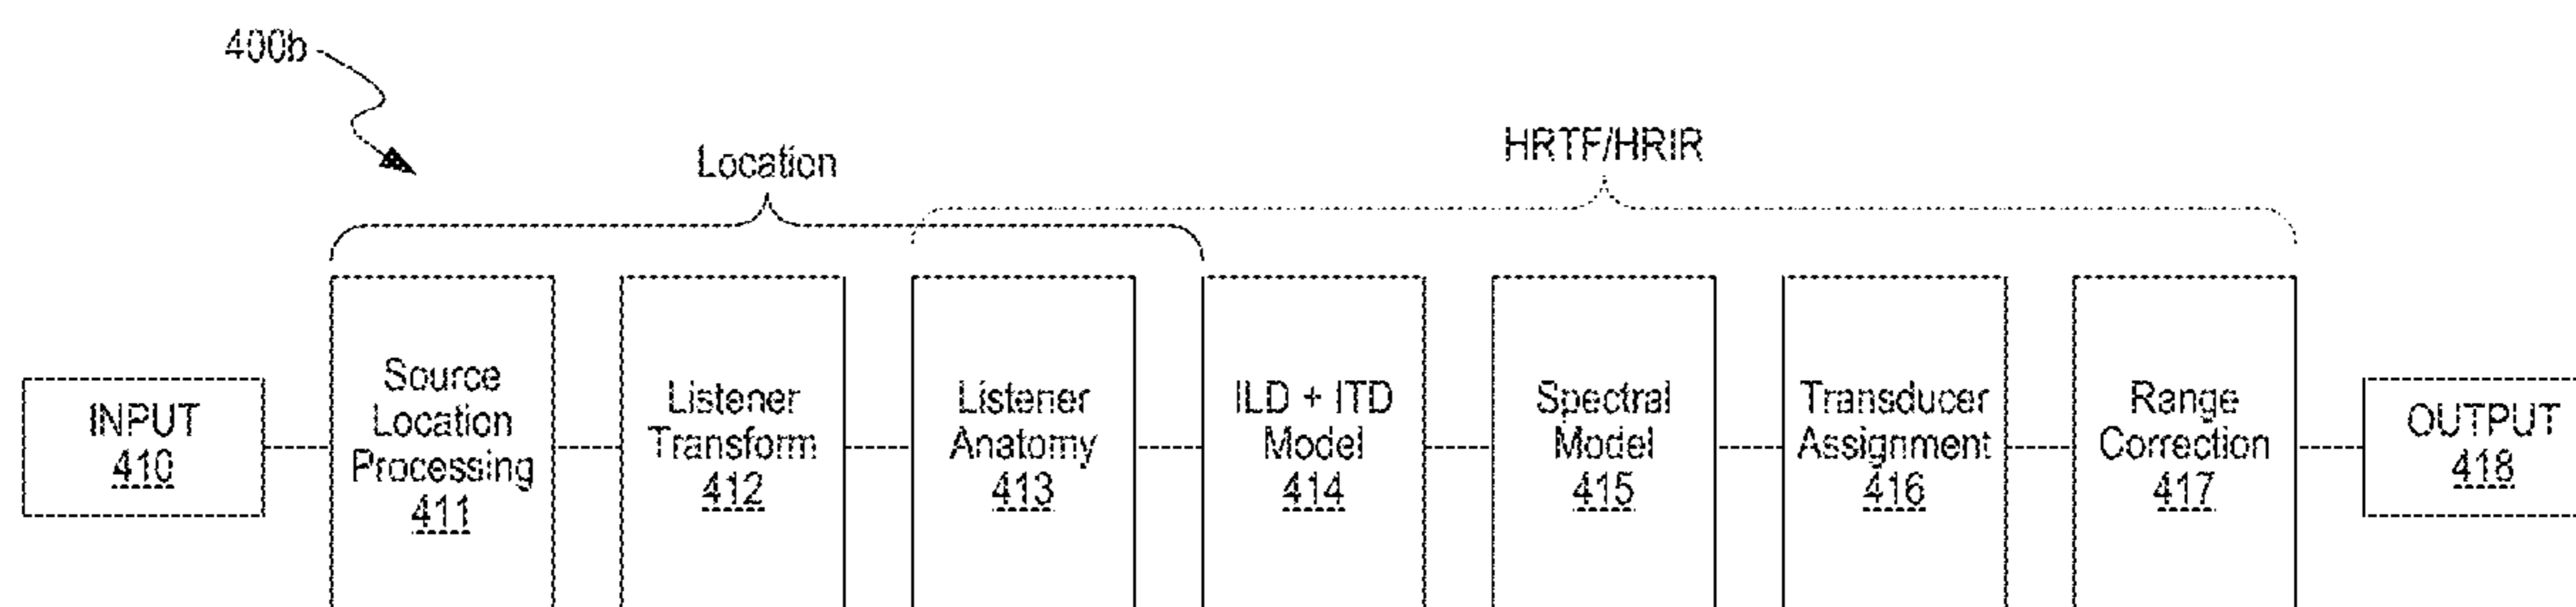 400b
Location
HRTF/HRIR
INPUT
410
Source
Location
Processing
411
Listener
Transform
412
Listener
Anatomy
413
ILD + ITD
Model
414
Spectral
Model
415
Transducer
Assignment
416
Range
Correction
417
OUTPUT
418